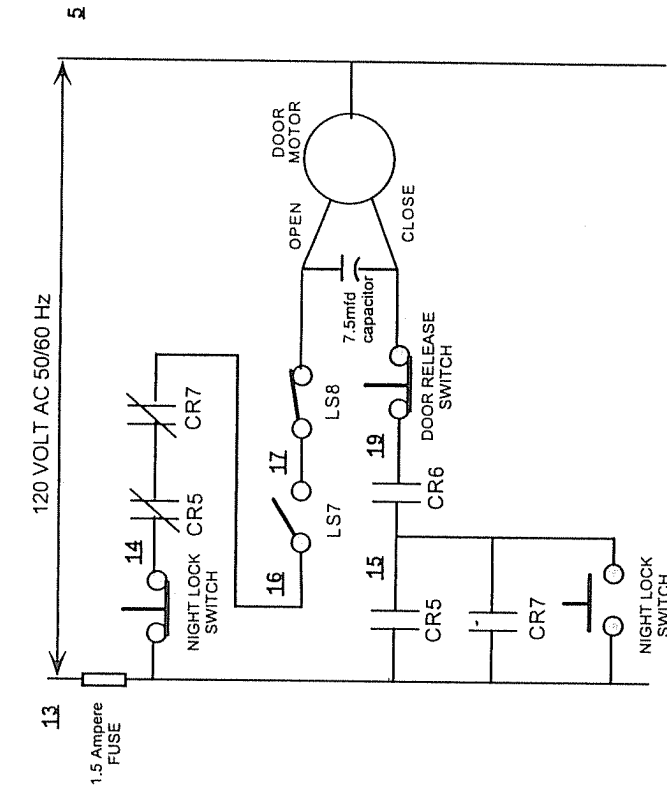 5
120 VOLT AC 50/60 Hz
13
1.5 Ampere
FUSE
14
NIGHT LOCK
SWITCH
CR5
CR7
16
LS7
17
LS8
OPEN
DOOR
MOTOR
CLOSE
7.5mfd
capacitor
15
CR5
CR6
19
DOOR RELEASE
SWITCH
CR7
NIGHT LOCK
SWITCH